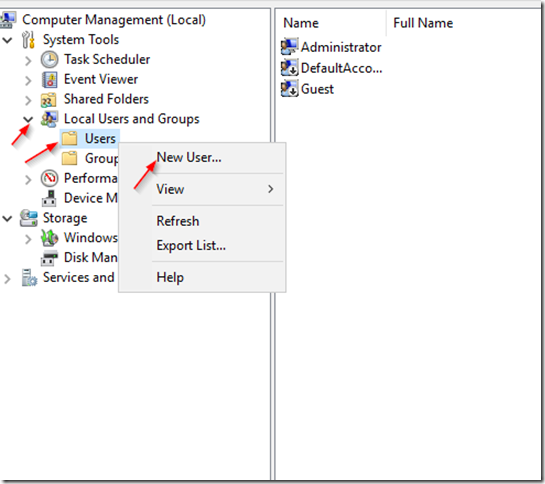 Computer Management (Local)
System Tools
Task Scheduler
Event Viewer
Shared Folders
Local Users and Groups
Users
Group
Performa
Device M
Storage
Windows
Disk Man
Services and
New User...
View
Refresh
Export List...
Help
Name Full Name
Administrator
DefaultAcco...
Guest